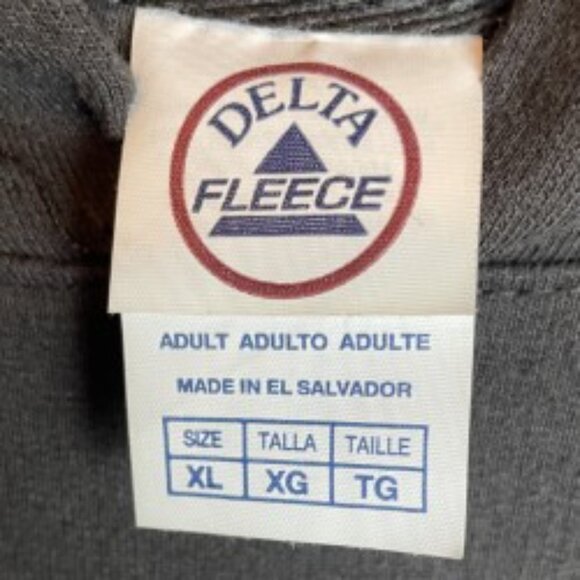 DELTA
FLEECE
ADULT ADULTO ADULTE
MADE IN EL SALVADOR
SIZE TALLA TAILLE
XL XG TG